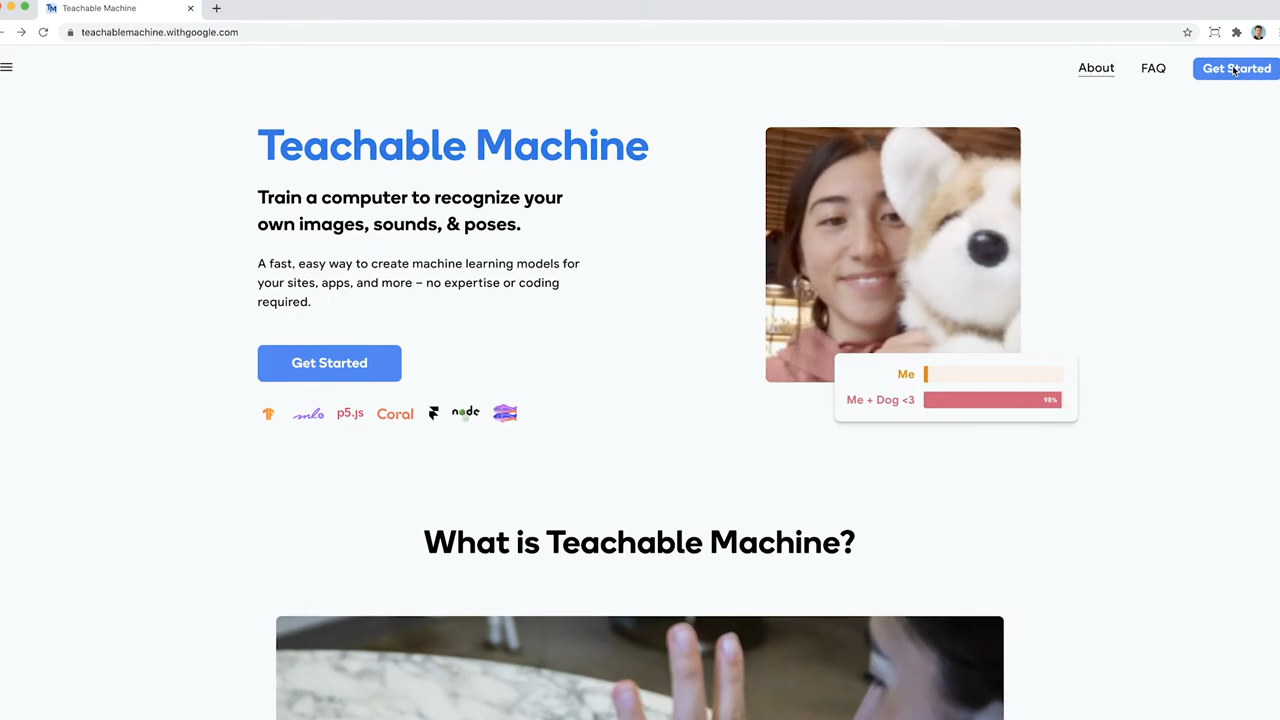 Teachable Machine
teachablemachine.withgoogle.com
About
FAQ
Get Started
Teachable Machine
Train a computer to recognize your
own images, sounds, & poses.
A fast, easy way to create machine learning models for
your sites, apps, and more – no expertise or coding
required.
Get Started
p5.js
Coral
node
Me
Me + Dog <3
98%
What is Teachable Machine?